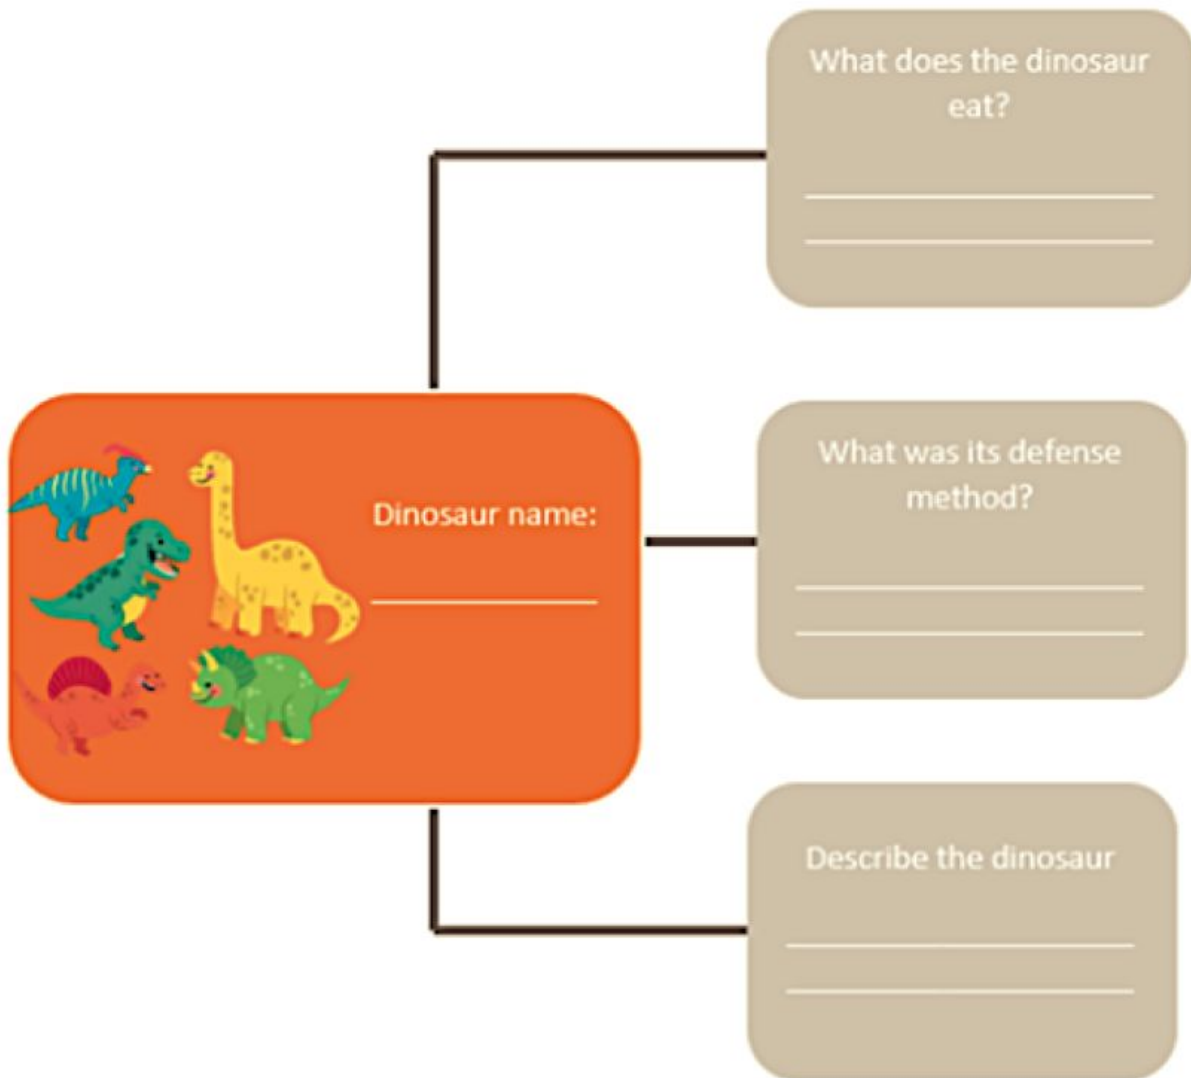 What does the dinosaur
eat?
Dinosaur name:
What was its defense
method?
Describe the dinosaur